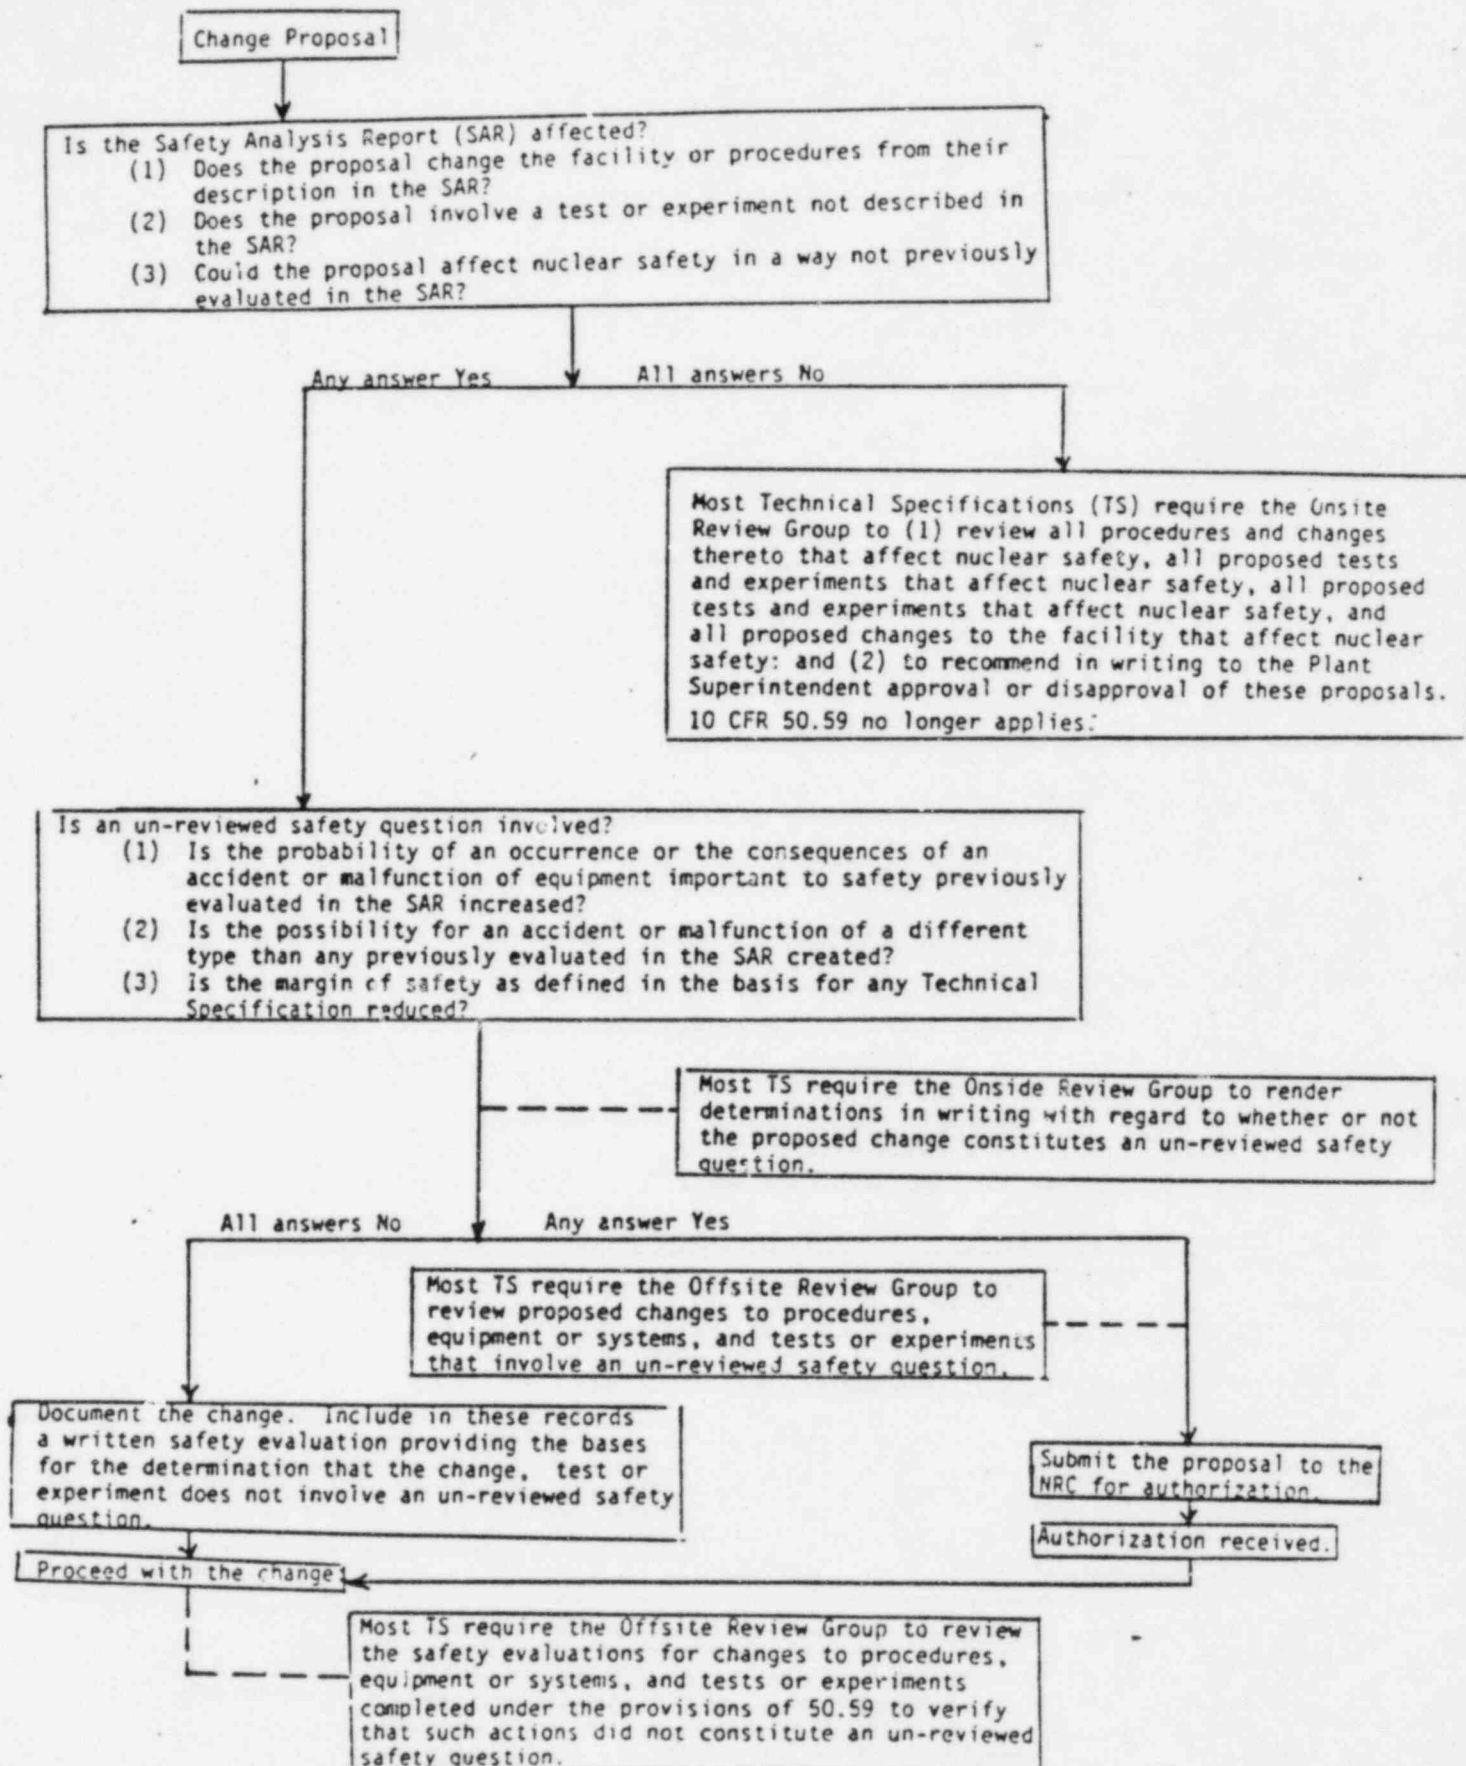 Change Proposal
Is the Safety Analysis Report (SAR) affected?
(1) Does the proposal change the facility or procedures from their
description in the SAR?
(2) Does the proposal involve a test or experiment not described in
the SAR?
(3) Could the proposal affect nuclear safety in a way not previously
evaluated in the SAR?
Any answer Yes
All answers No
Most Technical Specifications (TS) require the Onsite
Review Group to (1) review all procedures and changes
thereto that affect nuclear safety, all proposed tests
and experiments that affect nuclear safety, all proposed
tests and experiments that affect nuclear safety, and
all proposed changes to the facility that affect nuclear
safety: and (2) to recommend in writing to the Plant
Superintendent approval or disapproval of these proposals.
10 CFR 50.59 no longer applies.
Is an un-reviewed safety question involved?
(1) Is the probability of an occurrence or the consequences of an
accident or malfunction of equipment important to safety previously
evaluated in the SAR increased?
(2) Is the possibility for an accident or malfunction of a different
type than any previously evaluated in the SAR created?
(3) Is the margin of safety as defined in the basis for any Technical
Specification reduced?
Most TS require the Onside Review Group to render
determinations in writing with regard to whether or not
the proposed change constitutes an un-reviewed safety
question.
All answers No
Any answer Yes
Most TS require the Offsite Review Group to
review proposed changes to procedures,
equipment or systems, and tests or experiments
that involve an un-reviewed safety question.
Document the change. Include in these records
a written safety evaluation providing the bases
for the determination that the change, test or
experiment does not involve an un-reviewed safety
question.
Submit the proposal to the
NRC for authorization.
Authorization received.
Proceed with the change
Most TS require the Offsite Review Group to review
the safety evaluations for changes to procedures,
equipment or systems, and tests or experiments
completed under the provisions of 50.59 to verify
that such actions did not constitute an un-reviewed
safety question.